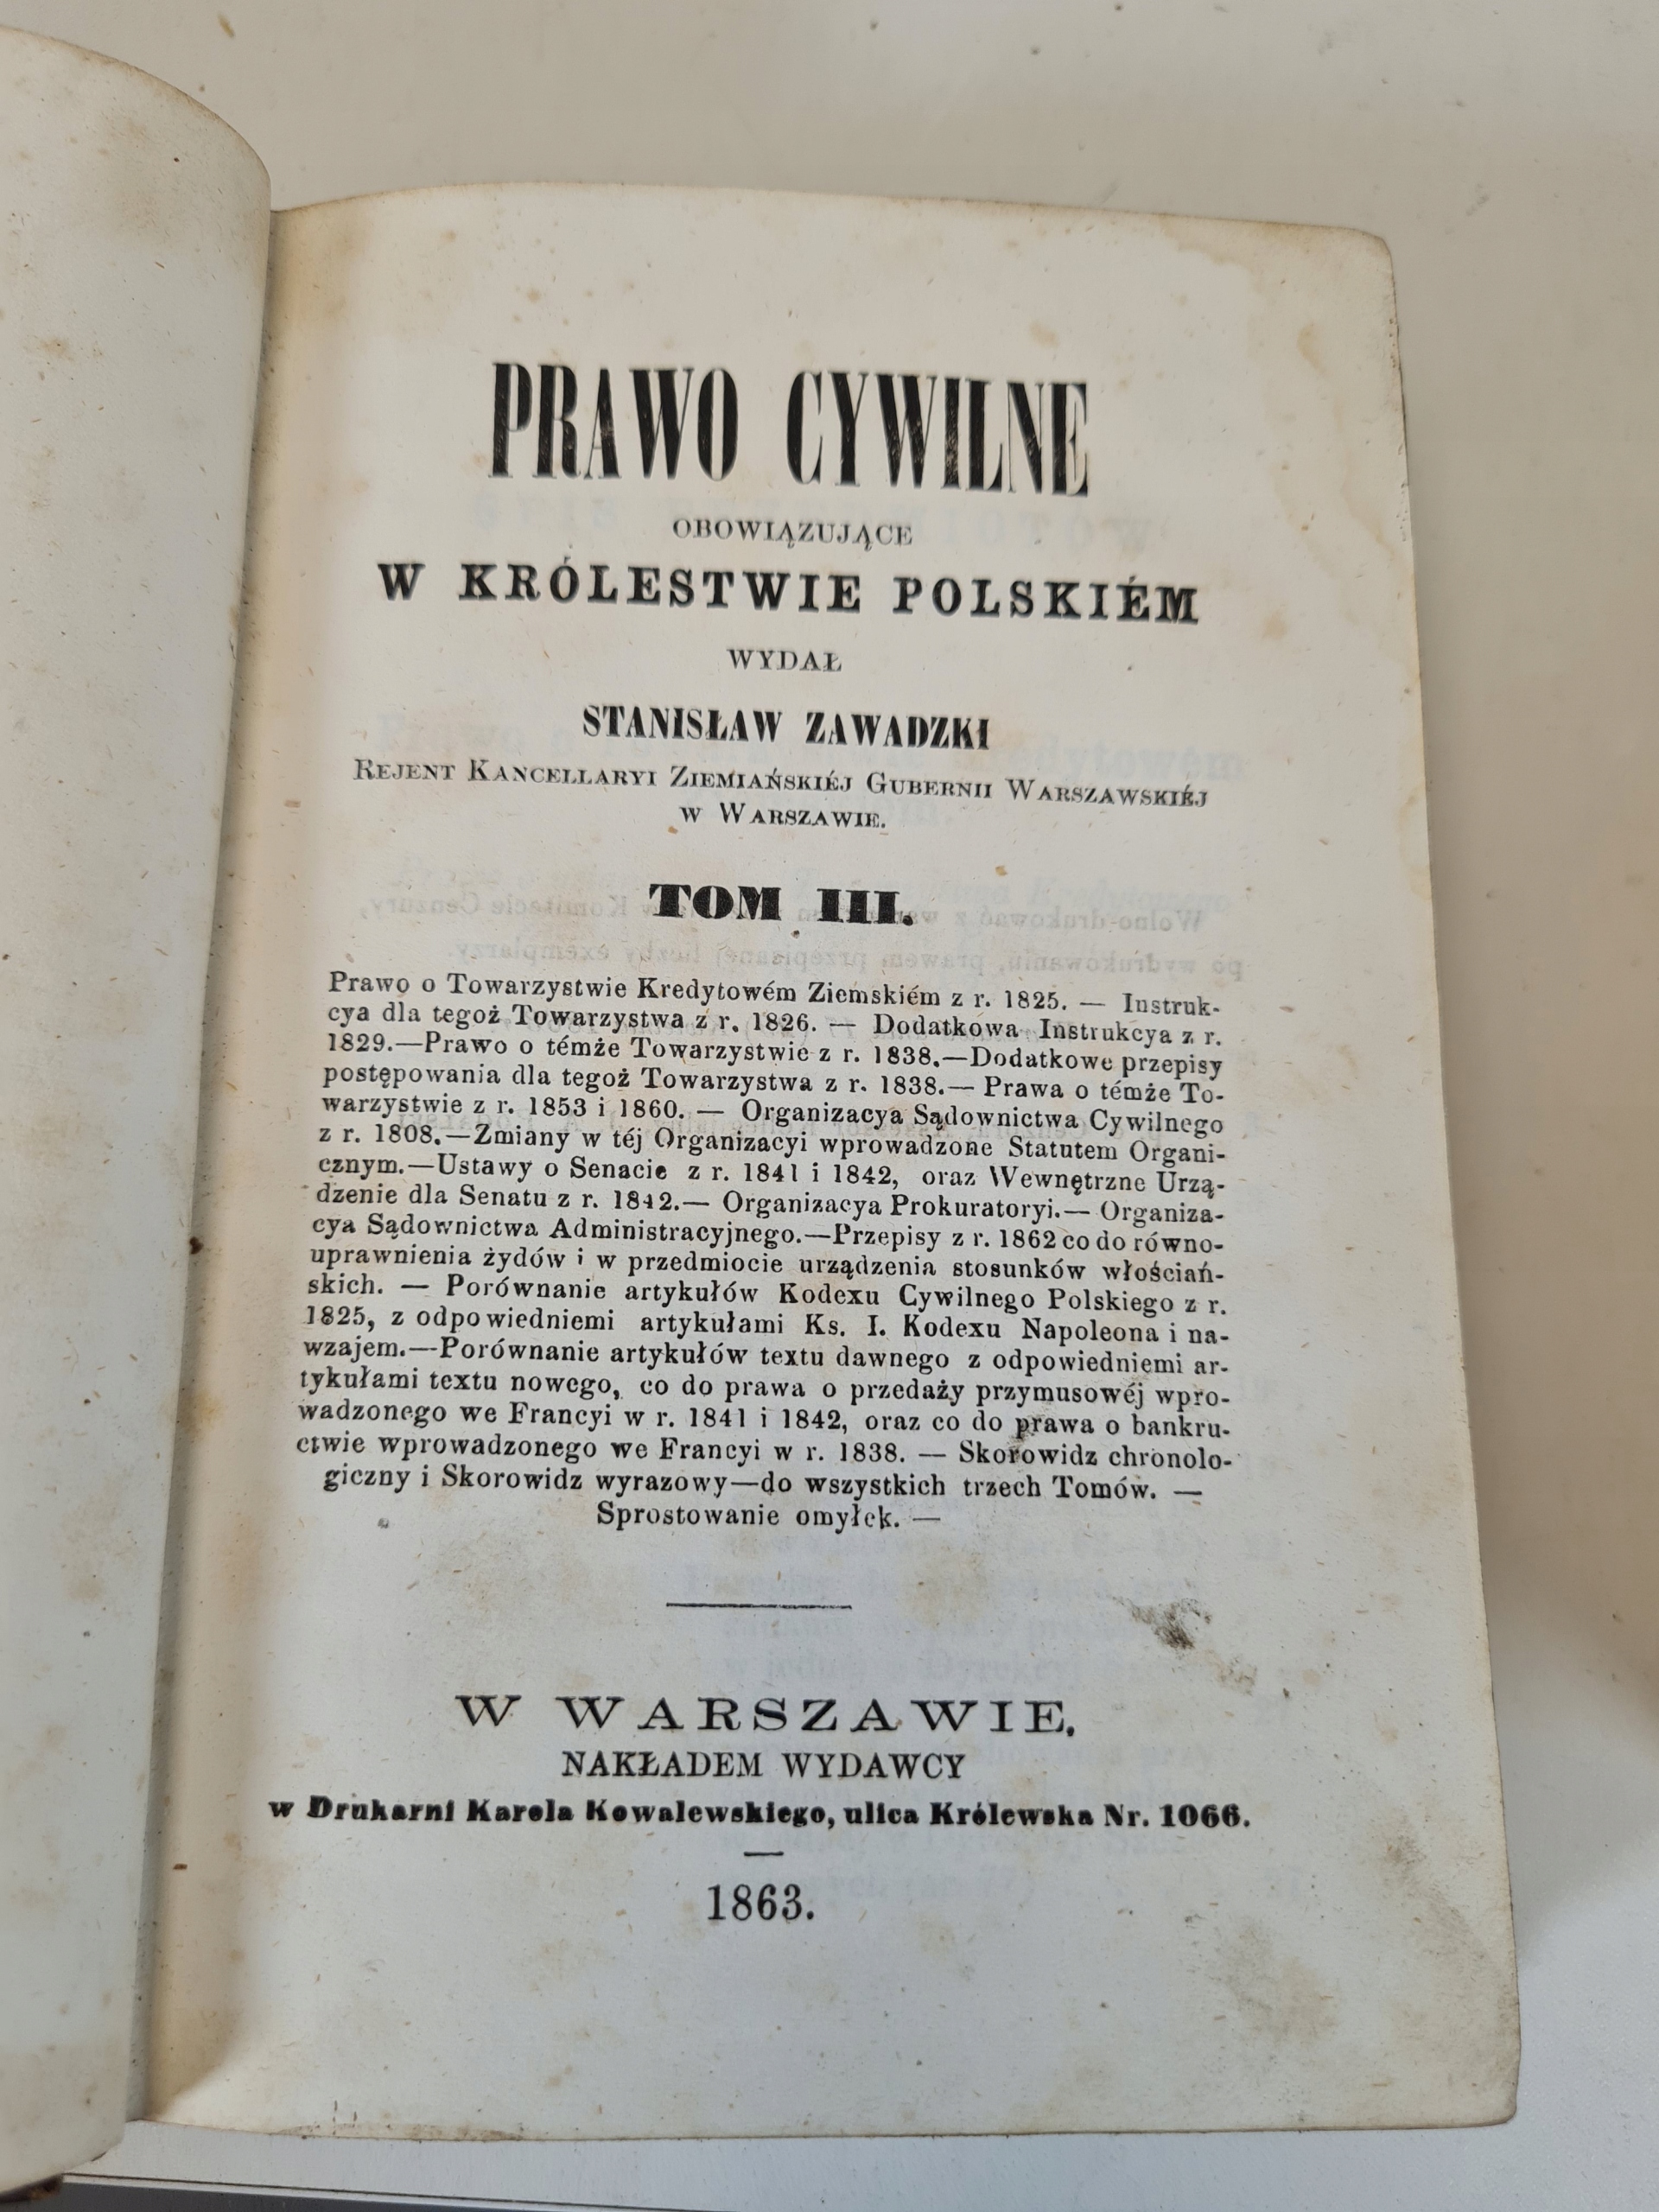 PRAWO CYWILNE
OBOWIĄZUJĄCE
W KRÓLESTWIE POLSKIÉM
WYDAŁ
STANISŁAW ZAWADZKI
REJENT KANCELLARYI ZIEMIAŃSKIÉJ GUBERNII WARSZAWSKIÉJ
W WARSZAWIE.
TOM III.
Prawo o Towarzystwie Kredytowém Ziemskiém z r. 1825. — Instruk-
cya dla tegoż Towarzystwa z r. 1826. — Dodatkowa Instrukcya z r.
1829.—Prawo o témże Towarzystwie z r. 1838.—Dodatkowe przepisy
postępowania dla tegoż Towarzystwa z r. 1838.— Prawa o témże To-
warzystwie z r. 1853 i 1860. — Organizacya Sądownictwa Cywilnego
z r. 1808.—Zmiany w téj Organizacyi wprowadzone Statutem Organi-
cznym.—Ustawy o Senacie z r. 1841 i 1842, oraz Wewnętrzne Urzą-
dzenie dla Senatu z r. 1842.— Organizacya Prokuratoryi.— Organiza-
cya Sądownictwa Administracyjnego.—Przepisy z r. 1862 co do równo-
uprawnienia żydów i w przedmiocie urządzenia stosunków włościań-
skich. — Porównanie artykułów Kodexu Cywilnego Polskiego z r.
1825, z odpowiedniemi artykułami Ks. I. Kodexu Napoleona i na-
wzajem.—Porównanie artykułów textu dawnego z odpowiedniemi ar-
tykułami textu nowego, co do prawa o przedaży przymusowéj wpro-
wadzonego we Francyi w r. 1841 i 1842, oraz co do prawa o bankru-
ctwie wprowadzonego we Francyi w r. 1838. — Skorowidz chronolo-
giczny i Skorowidz wyrazowy—do wszystkich trzech Tomów. —
Sprostowanie omyłek. —
W WARSZAWIE.
NAKŁADEM WYDAWCY
w Drukarni Karola Kowalewskiego, ulica Królewska Nr. 1066.
—
1863.